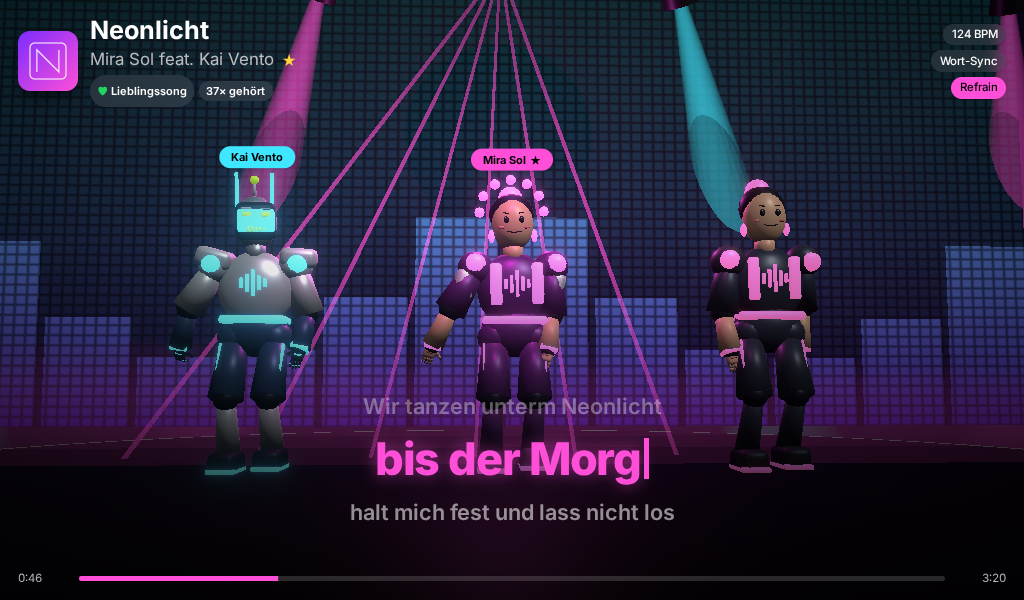 Neonlicht
Mira Sol feat. Kai Vento ★
Lieblingssong
37× gehört
124 BPM
Wort-Sync
Refrain
N
Kai Vento
Mira Sol ★
Wir tanzen unterm Neonlicht
bis der Morg
halt mich fest und lass nicht los
0:46
3:20